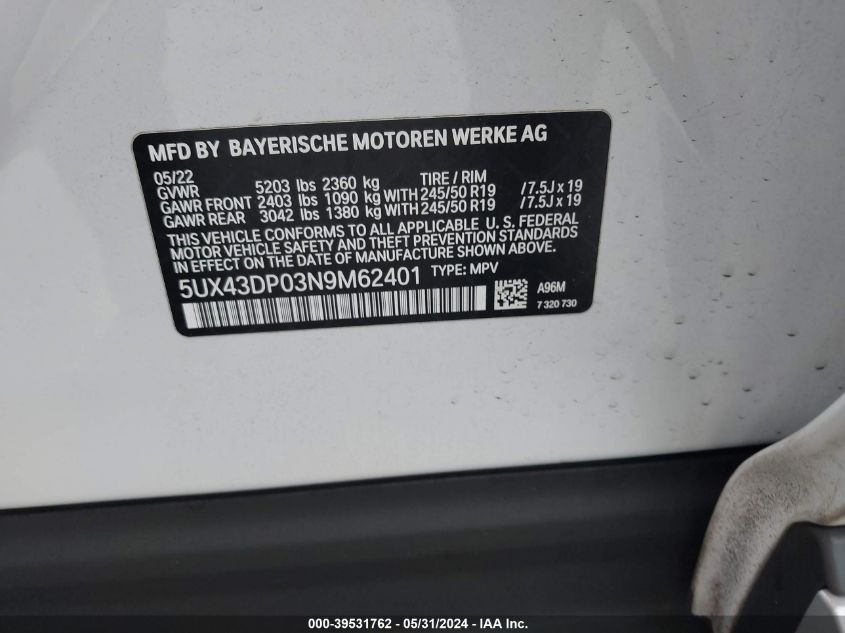 MFD BY BAYERISCHE MOTOREN WERKE AG
05/22 TIRE / RIM
GVWR 5203 lbs 2360 kg
GAWR FRONT 2403 lbs 1090 kg WITH 245/50 R19 / 7.5J x 19
GAWR REAR 3042 lbs 1380 kg WITH 245/50 R19 / 7.5J x 19
THIS VEHICLE CONFORMS TO ALL APPLICABLE U. S. FEDERAL
MOTOR VEHICLE SAFETY AND THEFT PREVENTION STANDARDS
IN EFFECT ON THE DATE OF MANUFACTURE SHOWN ABOVE.
5UX43DP03N9M62401 TYPE: MPV
A96M
7 320 730
000-39531762 - 05/31/2024 - IAA Inc.